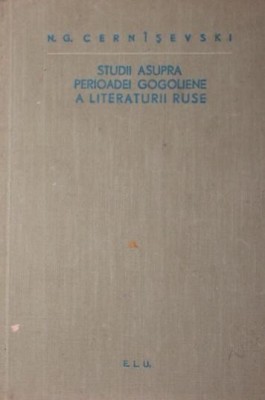 N. G. CERNÎȘEVSKI
STUDII ASUPRA
PERIOADEI GOGOLIENE
A LITERATURII RUSE
E. L. U.